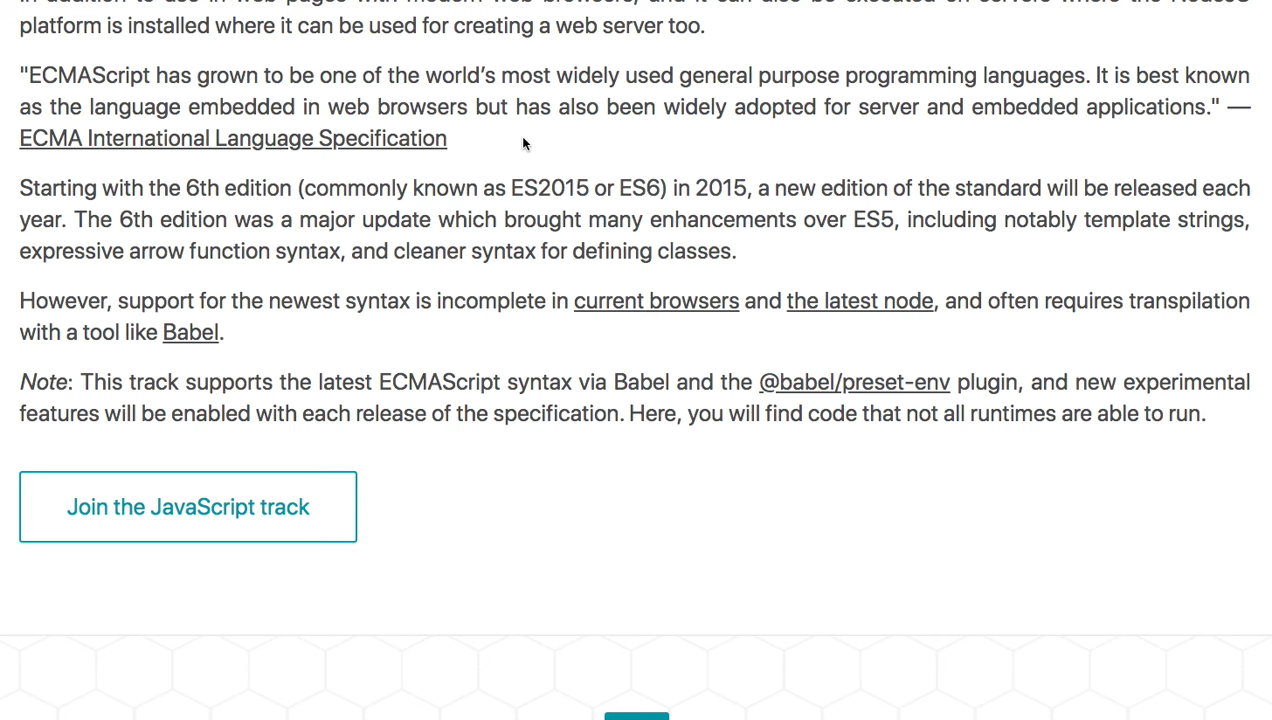 platform is installed where it can be used for creating a web server too.
"ECMAScript has grown to be one of the world's most widely used general purpose programming languages. It is best known
as the language embedded in web browsers but has also been widely adopted for server and embedded applications." —
ECMA International Language Specification
Starting with the 6th edition (commonly known as ES2015 or ES6) in 2015, a new edition of the standard will be released each
year. The 6th edition was a major update which brought many enhancements over ES5, including notably template strings,
expressive arrow function syntax, and cleaner syntax for defining classes.
However, support for the newest syntax is incomplete in current browsers and the latest node, and often requires transpilation
with a tool like Babel.
Note: This track supports the latest ECMAScript syntax via Babel and the @babel/preset-env plugin, and new experimental
features will be enabled with each release of the specification. Here, you will find code that not all runtimes are able to run.
Join the JavaScript track